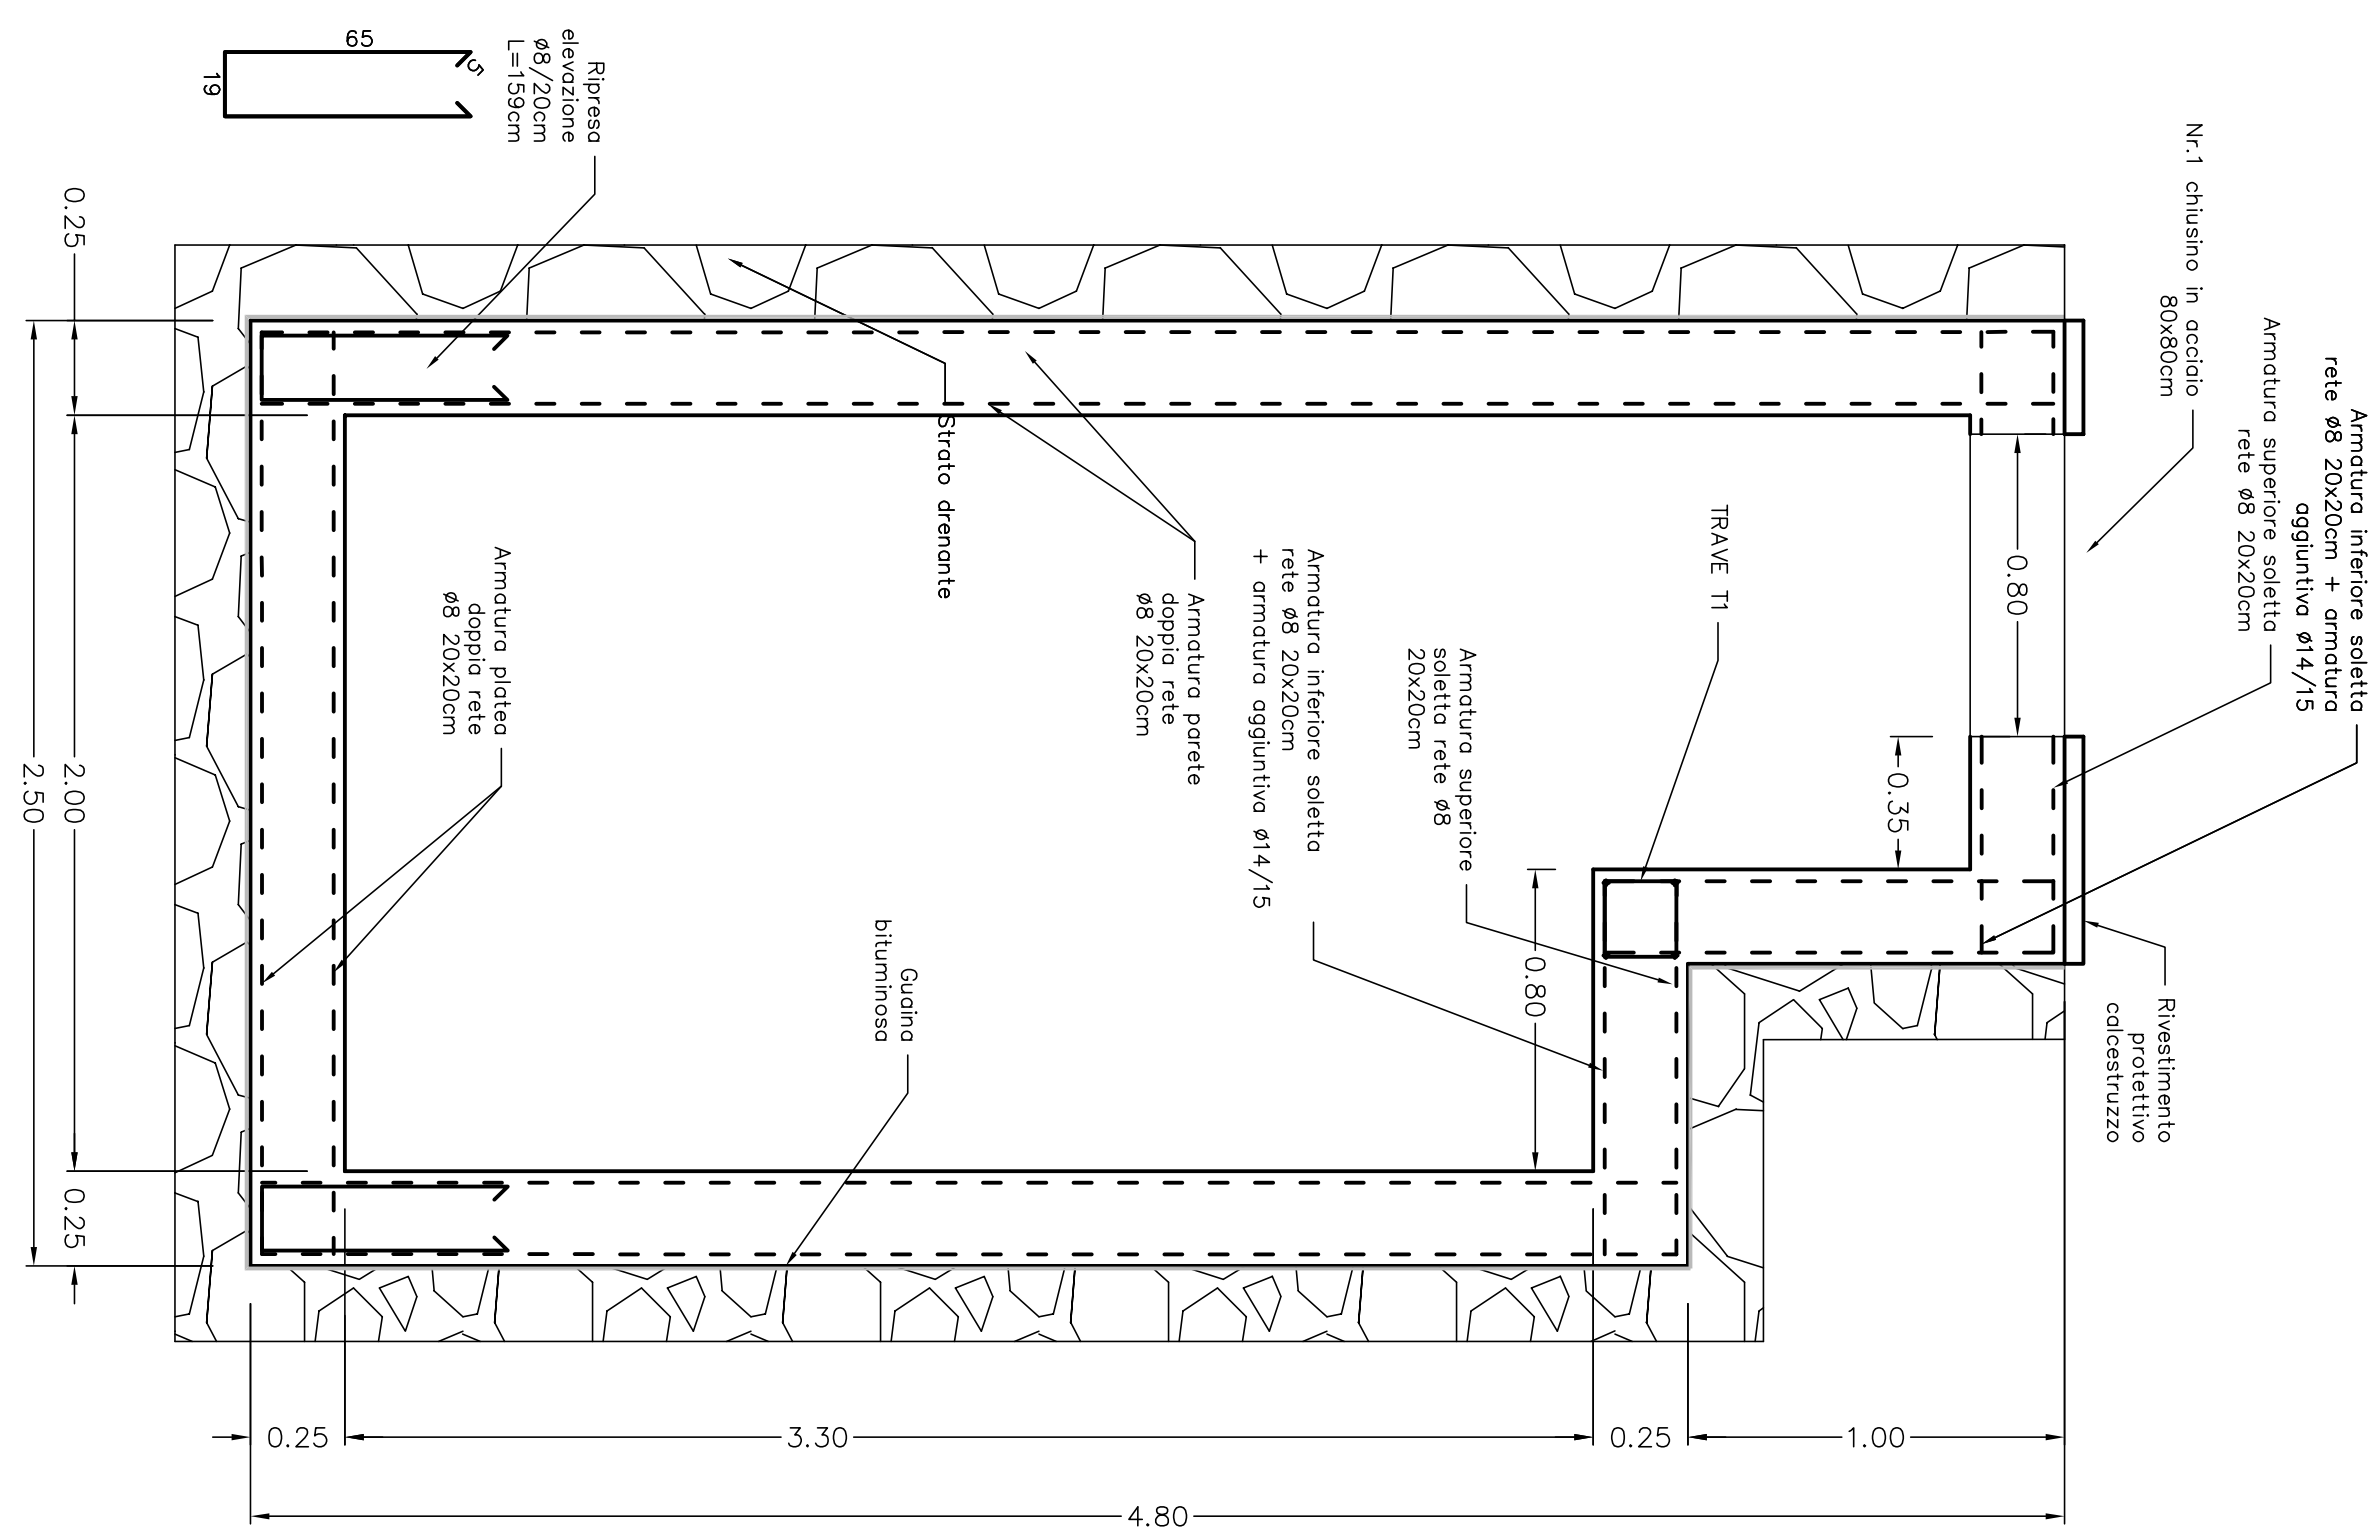 65
5
19
Ripresa
elevazione
ø8/20cm
L=159cm
Nr.1 chiusino in acciaio
80x80cm
Armatura inferiore soletta
rete ø8 20x20cm + armatura
aggiuntiva ø14/15
Armatura superiore soletta
rete ø8 20x20cm
TRAVE T1
Strato drenante
Armatura parete
doppia rete
ø8 20x20cm
Armatura inferiore soletta
rete ø8 20x20cm
+ armatura aggiuntiva ø14/15
Armatura superiore
soletta rete ø8
20x20cm
Armatura platea
doppia rete
ø8 20x20cm
Guaina
bituminosa
Rivestimento
protettivo
calcestruzzo
0.80
0.35
0.80
0.25
2.00
0.25
2.50
0.25
3.30
0.25
1.00
4.80